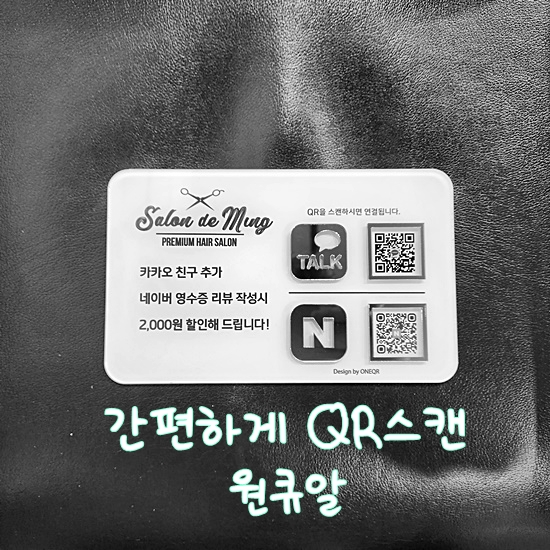 Salon de Ming
PREMIUM HAIR SALON
카카오 친구 추가
네이버 영수증 리뷰 작성시
2,000원 할인해 드립니다!
QR을 스캔하시면 연결됩니다.
TALK
N
Design by ONEQR
간편하게 QR스캔
원큐알